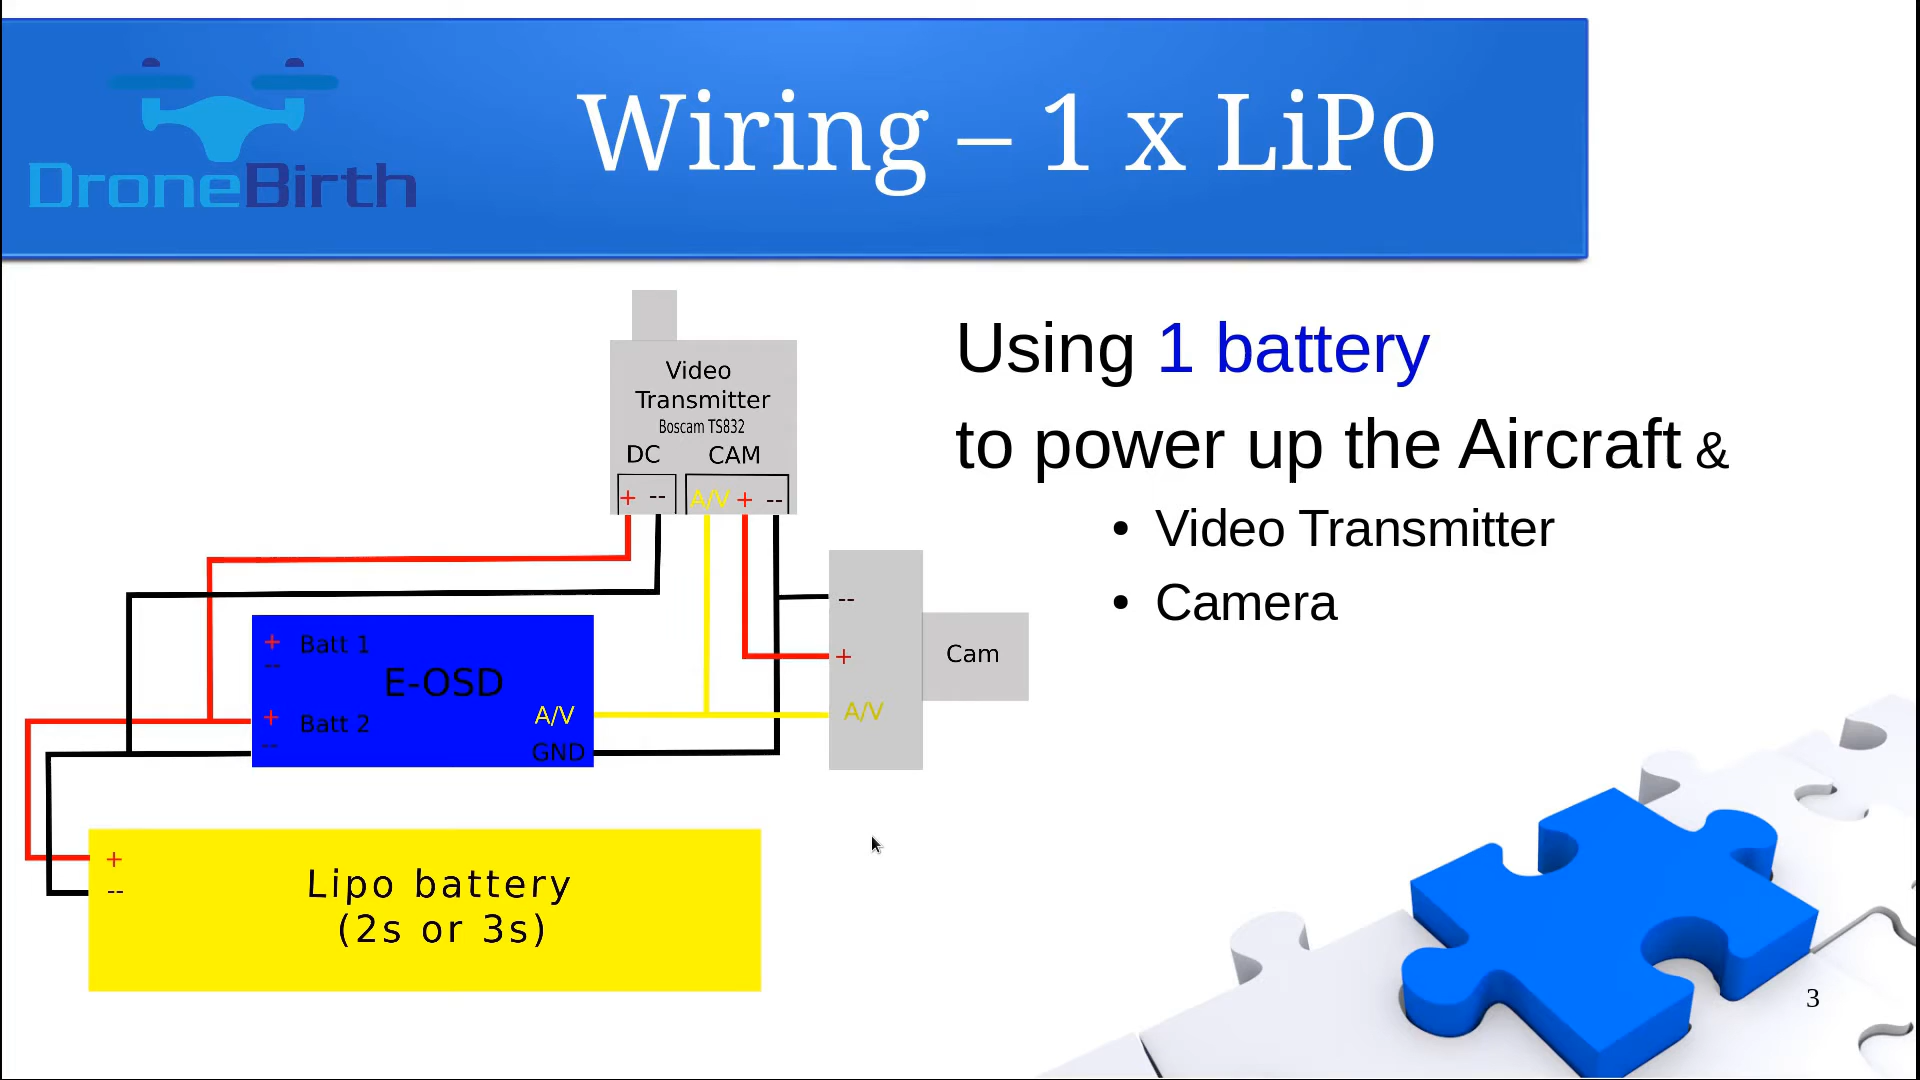 DroneBirth
Wiring – 1 x LiPo
Video
Transmitter
Boscam TS832
DC CAM
+ -- A/V + --
--
+
A/V
Cam
+ Batt 1
--
E-OSD
+ Batt 2
--
A/V
GND
+
--
Lipo battery
(2s or 3s)
Using 1 battery
to power up the Aircraft &
• Video Transmitter
• Camera
3